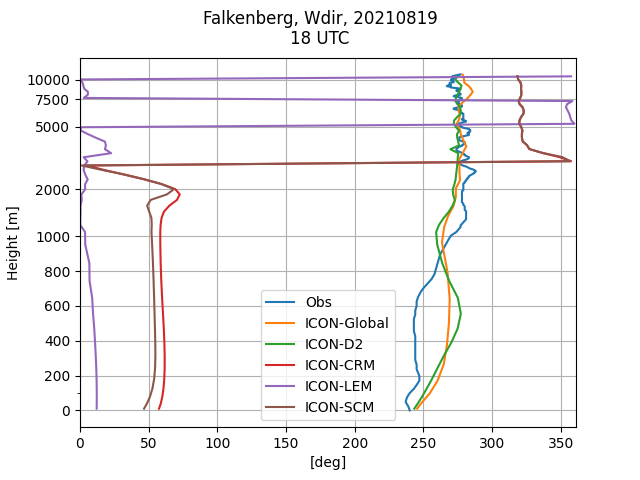 Falkenberg, Wdir, 20210819
18 UTC
Height [m]
10000
7500
5000
2000
1000
800
600
400
200
0
Obs
ICON-Global
ICON-D2
ICON-CRM
ICON-LEM
ICON-SCM
0 50 100 150 200 250 300 350
[deg]